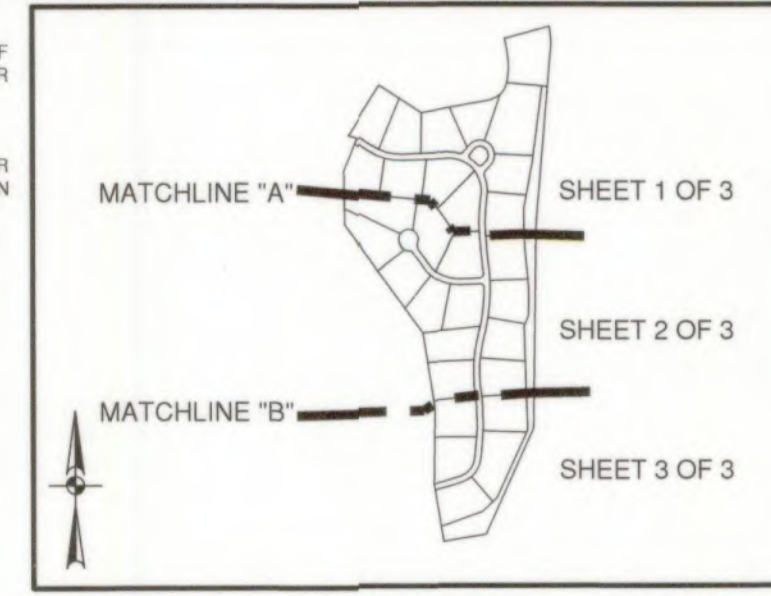 F
R
R
N
MATCHLINE "A"
SHEET 1 OF 3
SHEET 2 OF 3
MATCHLINE "B"
SHEET 3 OF 3